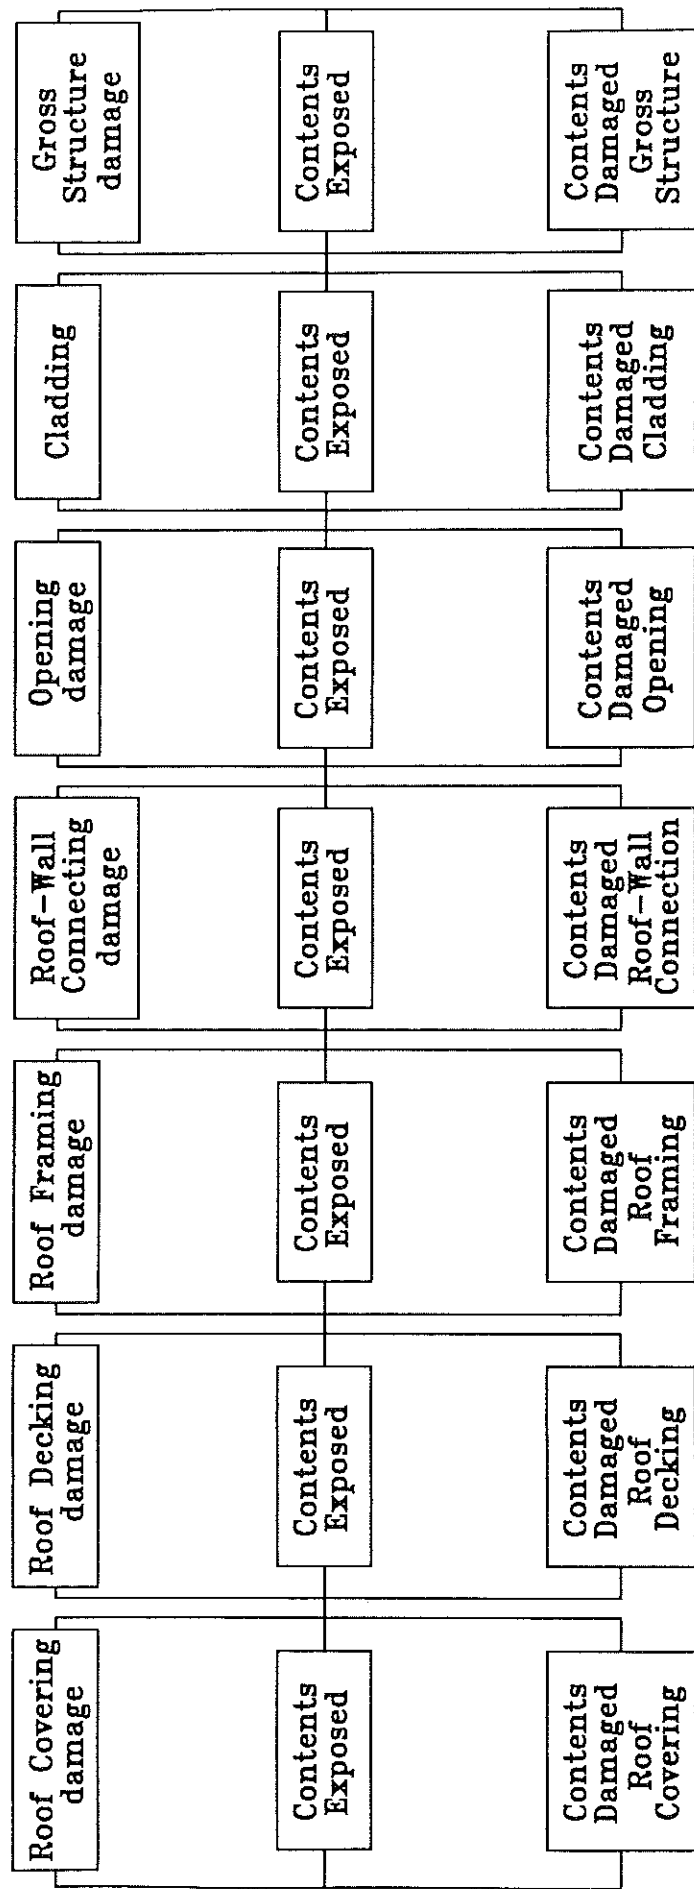 Roof Covering
damage
Roof Decking
damage
Roof Framing
damage
Roof-Wall
Connecting
damage
Opening
damage
Cladding
Gross
Structure
damage
Contents
Exposed
Contents
Exposed
Contents
Exposed
Contents
Exposed
Contents
Exposed
Contents
Exposed
Contents
Exposed
Contents
Damaged
Roof
Covering
Contents
Damaged
Roof
Decking
Contents
Damaged
Roof
Framing
Contents
Damaged
Roof-Wall
Connection
Contents
Damaged
Opening
Contents
Damaged
Cladding
Contents
Damaged
Gross
Structure